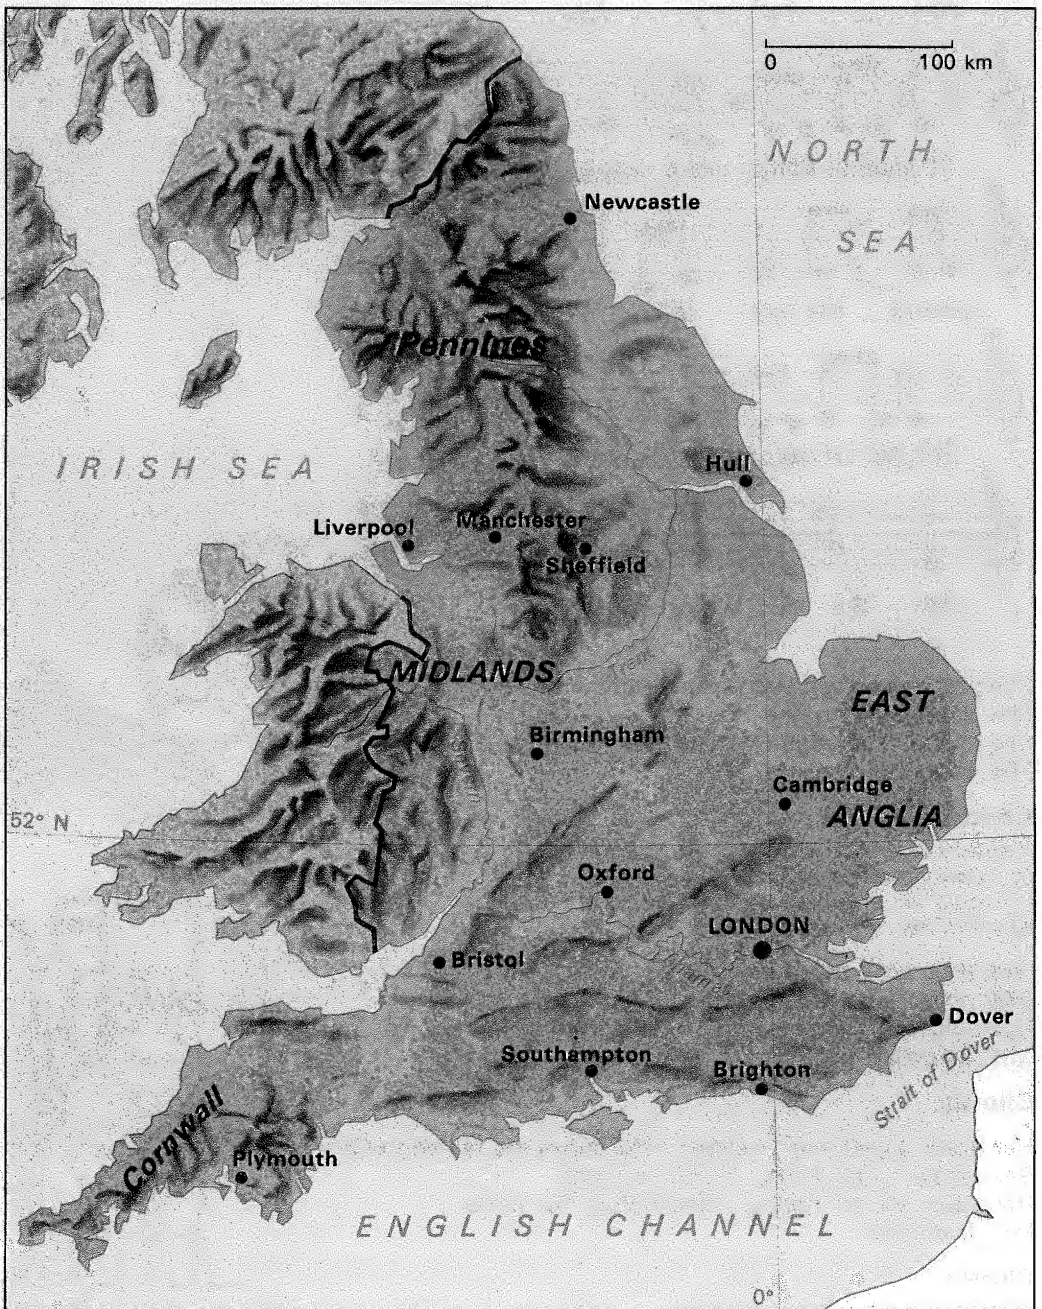 0 100 km
NORTH
SEA
Newcastle
Pennines
IRISH SEA
Hull
Liverpool
Manchester
Sheffield
Trent
MIDLANDS
EAST
Birmingham
Severn
Cambridge
ANGLIA
52° N
Oxford
LONDON
Bristol
Thames
Dover
Southampton
Brighton
Strait of Dover
Cornwall
Plymouth
ENGLISH CHANNEL
0°